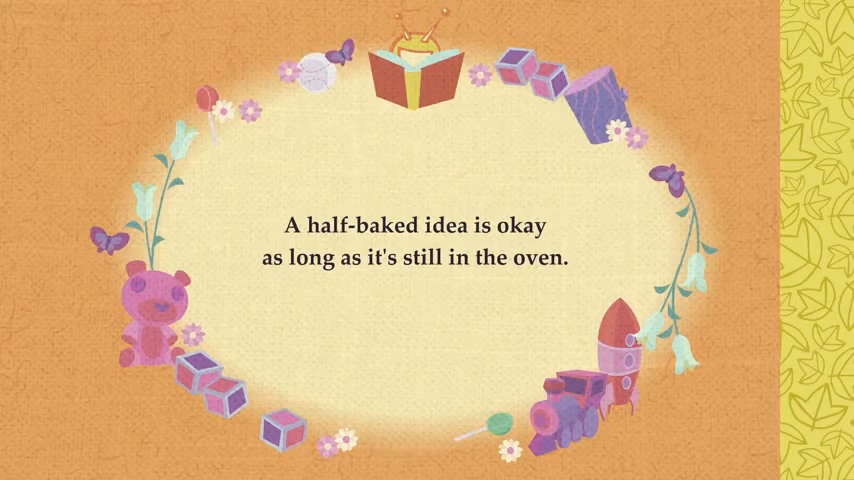 A half-baked idea is okay
as long as it's still in the oven.